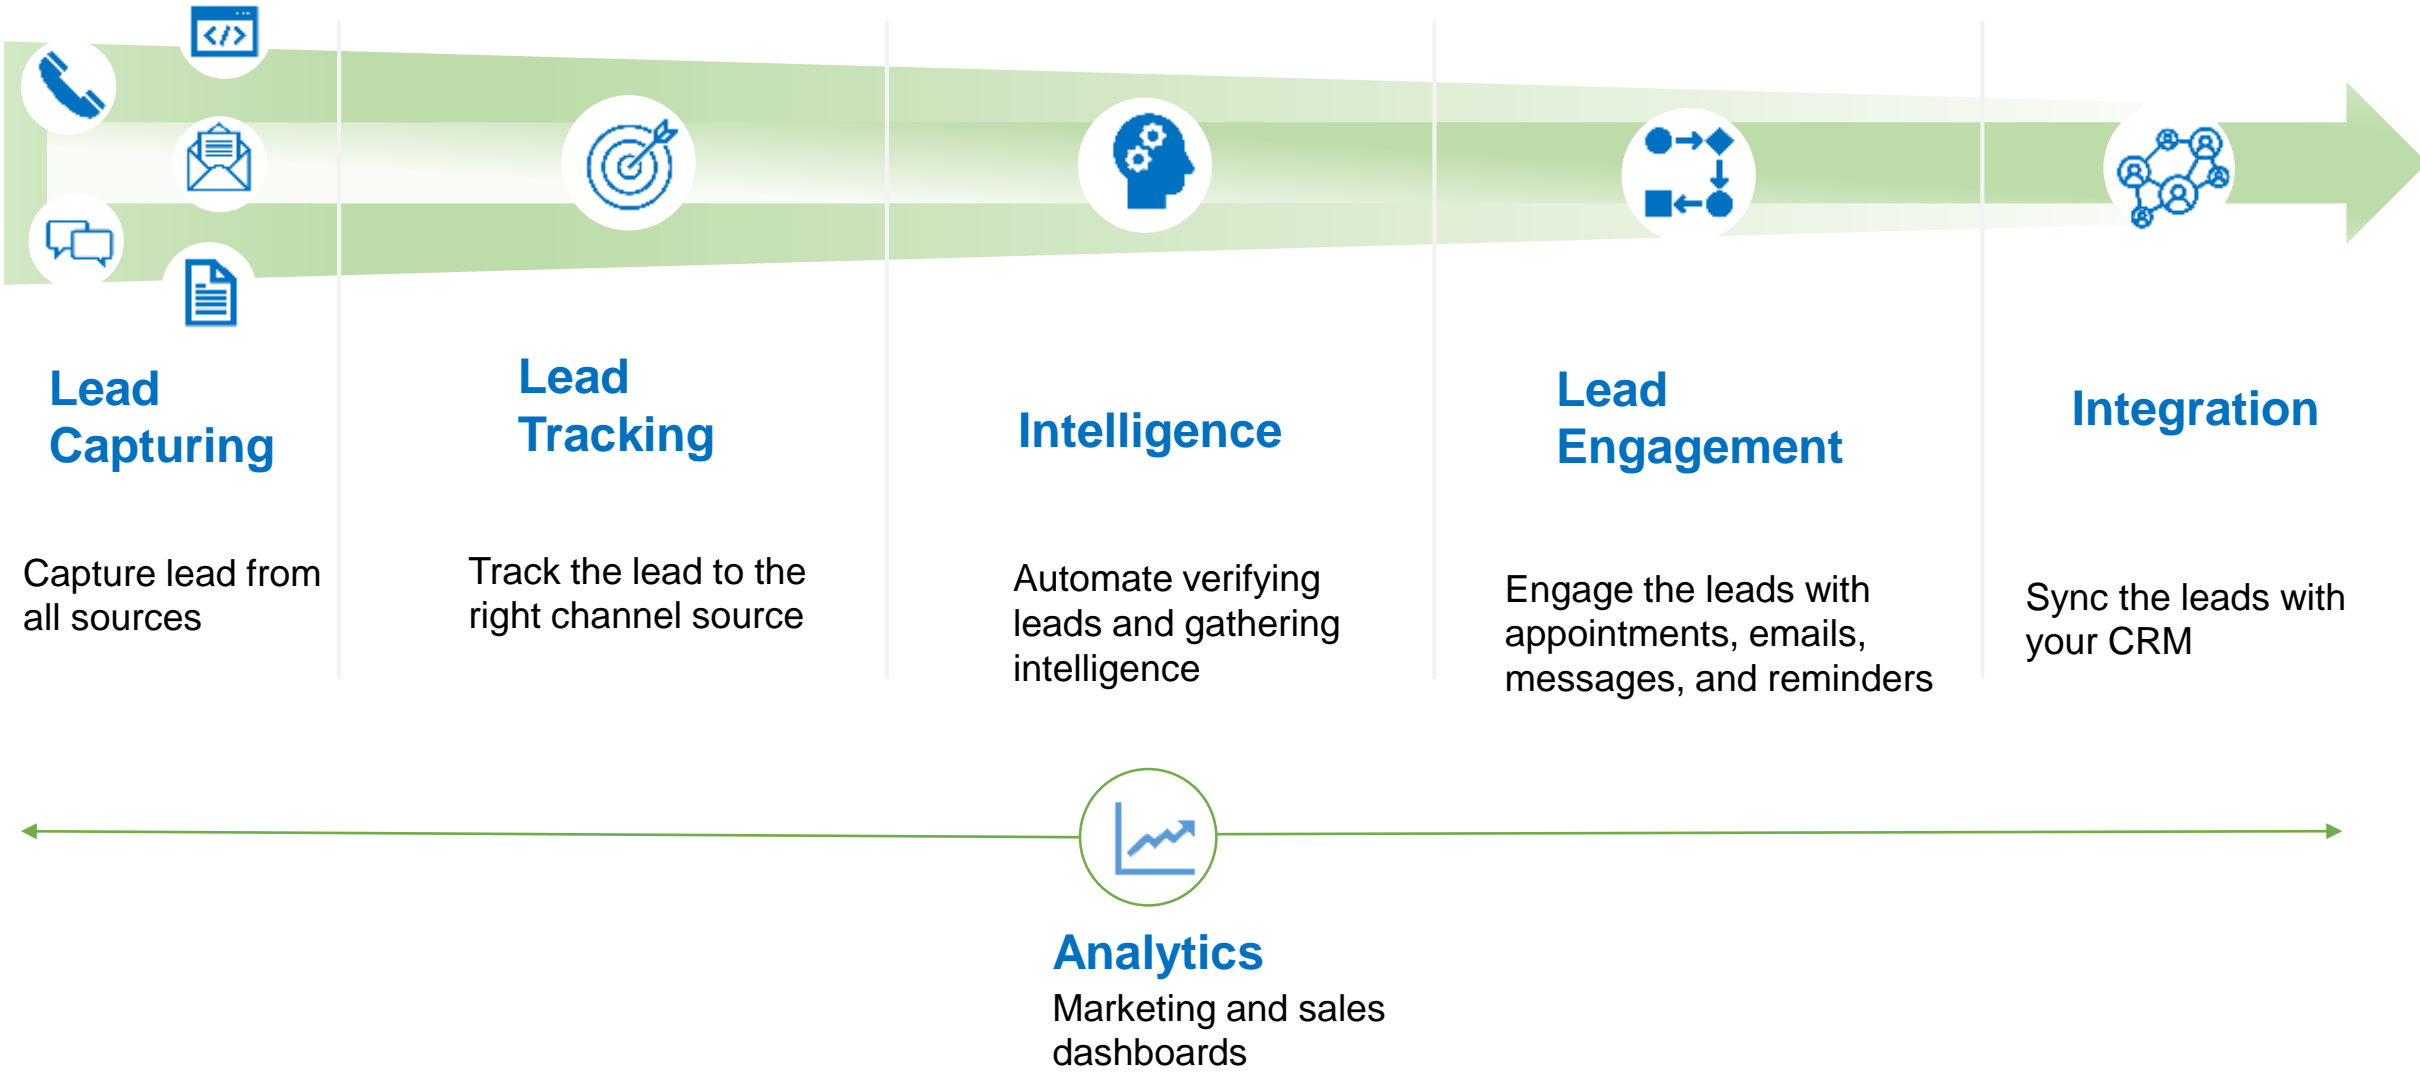 Lead
Capturing
Capture lead from
all sources
Lead
Tracking
Track the lead to the
right channel source
Intelligence
Automate verifying
leads and gathering
intelligence
Lead
Engagement
Engage the leads with
appointments, emails,
messages, and reminders
Integration
Sync the leads with
your CRM
Analytics
Marketing and sales
dashboards